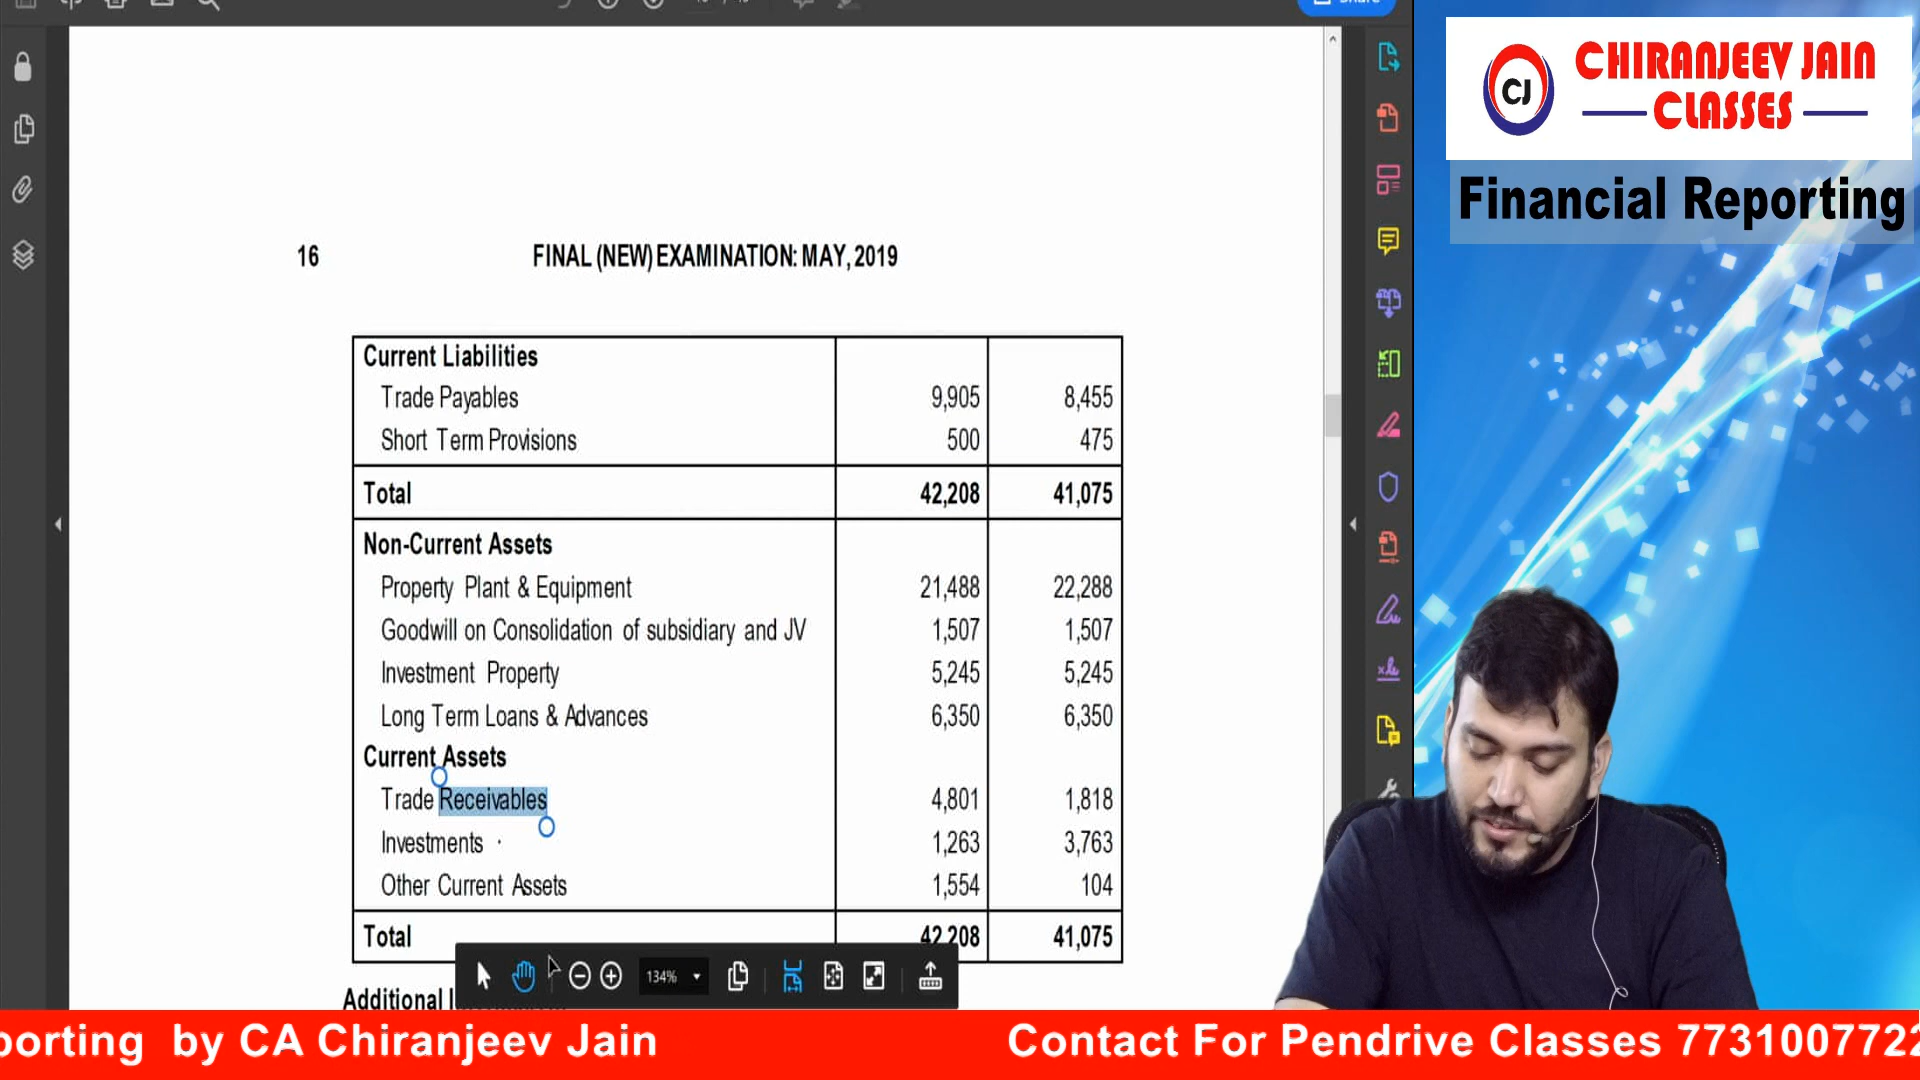 CJ
CHIRANJEEV JAIN
CLASSES
Financial Reporting
16 FINAL (NEW) EXAMINATION: MAY, 2019
Current Liabilities
Trade Payables 9,905 8,455
Short Term Provisions 500 475
Total 42,208 41,075
Non-Current Assets
Property Plant & Equipment 21,488 22,288
Goodwill on Consolidation of subsidiary and JV 1,507 1,507
Investment Property 5,245 5,245
Long Term Loans & Advances 6,350 6,350
Current Assets
Trade Receivables 4,801 1,818
Investments 1,263 3,763
Other Current Assets 1,554 104
Total 42,208 41,075
134%
Additional
porting by CA Chiranjeev Jain Contact For Pendrive Classes 7731007722